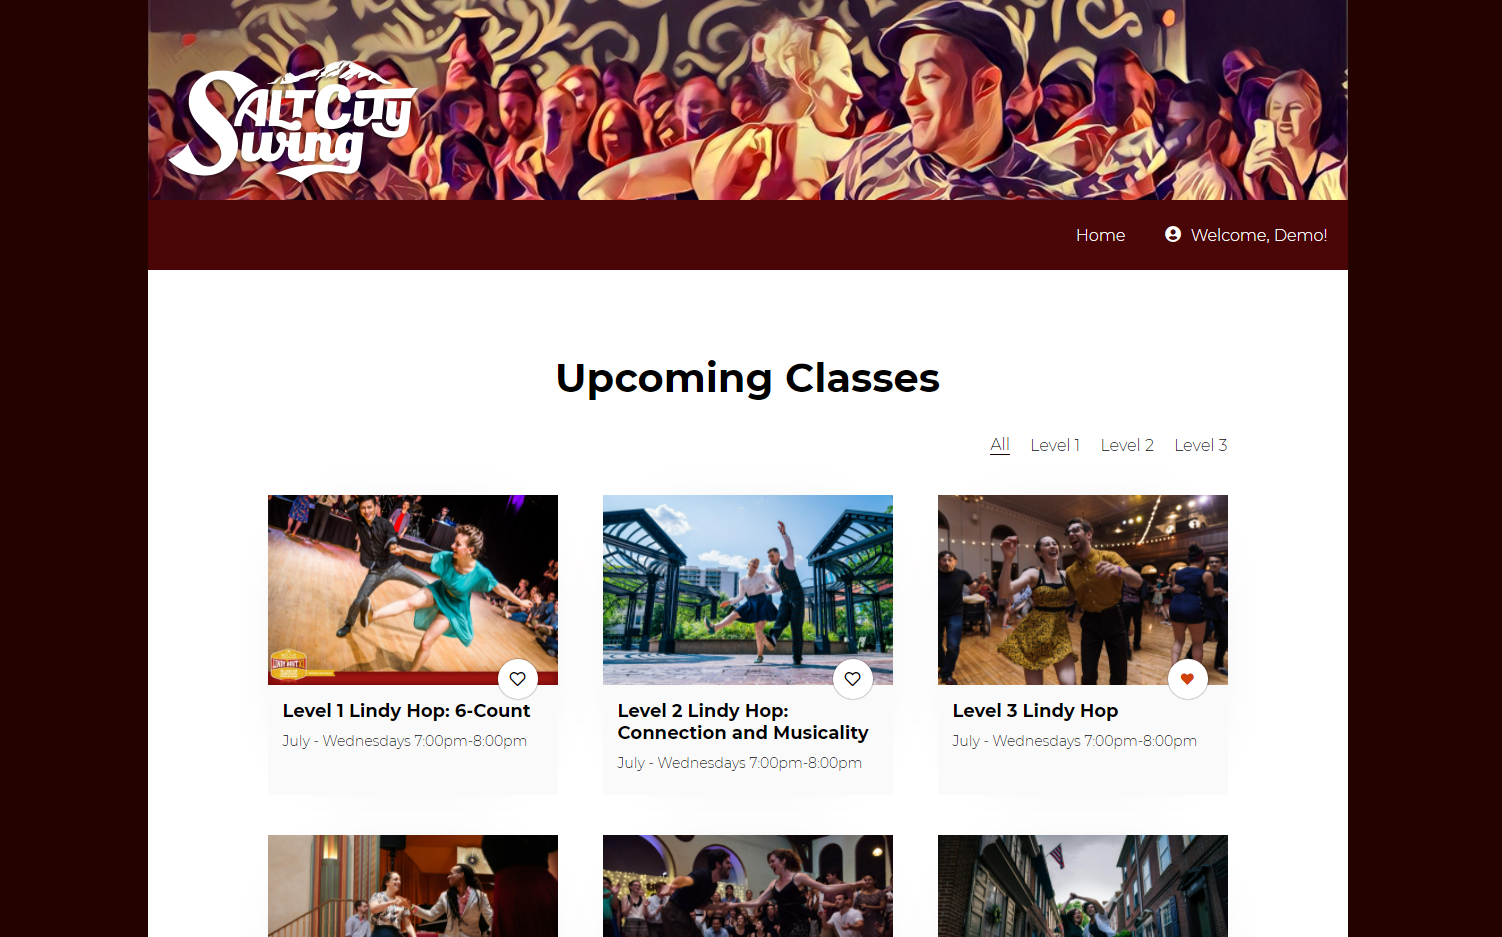 Salt City
Swing
Home
Welcome, Demo!
Upcoming Classes
All
Level 1
Level 2
Level 3
Level 1 Lindy Hop: 6-Count
July - Wednesdays 7:00pm-8:00pm
Level 2 Lindy Hop:
Connection and Musicality
July - Wednesdays 7:00pm-8:00pm
Level 3 Lindy Hop
July - Wednesdays 7:00pm-8:00pm